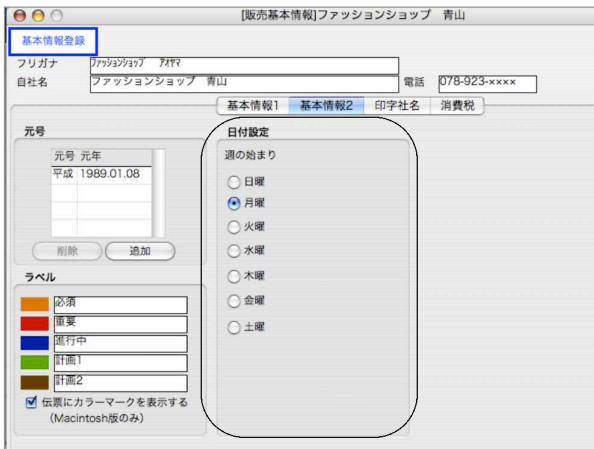 [販売基本情報]ファッションショップ 青山
基本情報登録
フリガナ ファッションショップ アオヤマ
自社名 ファッションショップ 青山 電話 078-923-××××
基本情報1 基本情報2 印字社名 消費税
元号
元号 元年
平成 1989.01.08
削除 追加
ラベル
必須
重要
進行中
計画1
計画2
伝票にカラーマークを表示する
(Macintosh版のみ)
日付設定
週の始まり
日曜
月曜
火曜
水曜
木曜
金曜
土曜